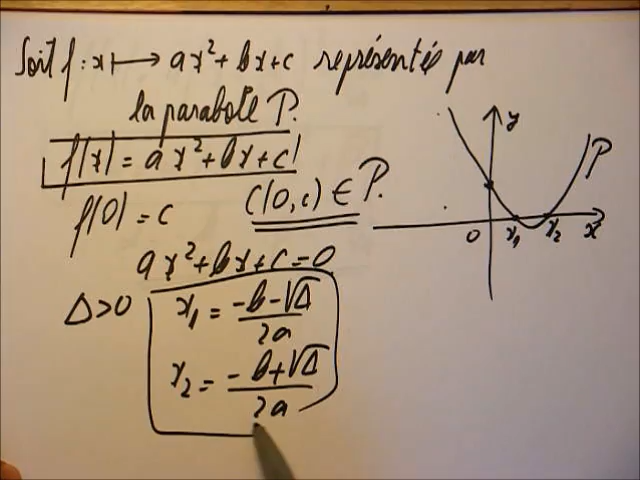 Soit f : x ⟼ ax² + bx + c représentés par
la parabole P.
f(x) = ax² + bx + c
f(0) = c
C(0, c) ∈ P.
ax² + bx + c = 0
Δ > 0
x₁ = (-b - √Δ) / 2a
x₂ = (-b + √Δ) / 2a
y
P
0 x₁ x₂ x